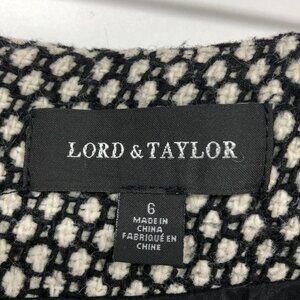 LORD & TAYLOR
6
MADE IN
CHINA
FABRIQUÉ EN
CHINE